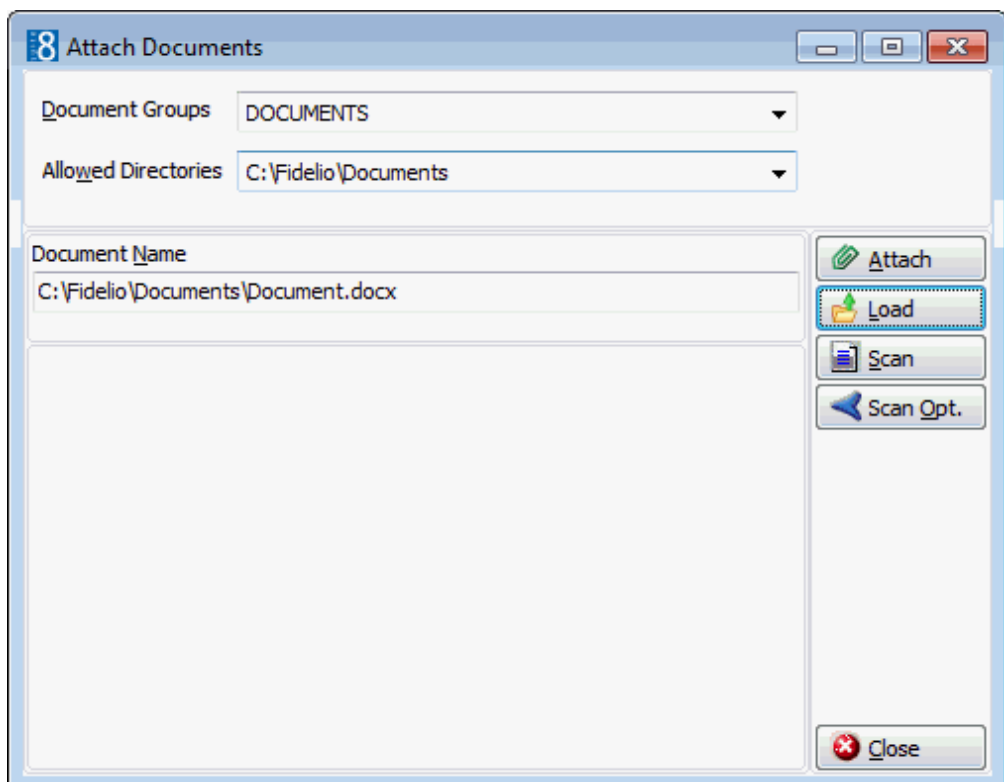 8 Attach Documents
Document Groups DOCUMENTS
Allowed Directories C:\Fidelio\Documents
Document Name
C:\Fidelio\Documents\Document.docx
Attach
Load
Scan
Scan Opt.
Close